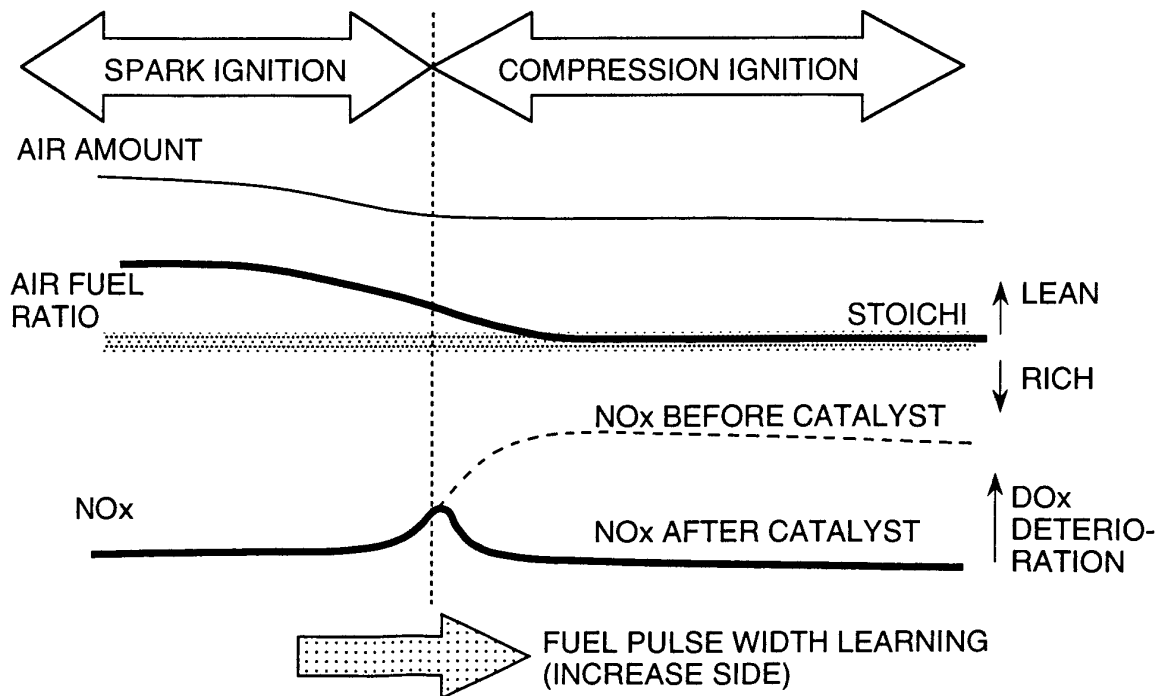 SPARK IGNITION
COMPRESSION IGNITION
AIR AMOUNT
AIR FUEL
RATIO
STOICHI
LEAN
RICH
NOx BEFORE CATALYST
NOx
NOx AFTER CATALYST
DOx
DETERIO-
RATION
FUEL PULSE WIDTH LEARNING
(INCREASE SIDE)